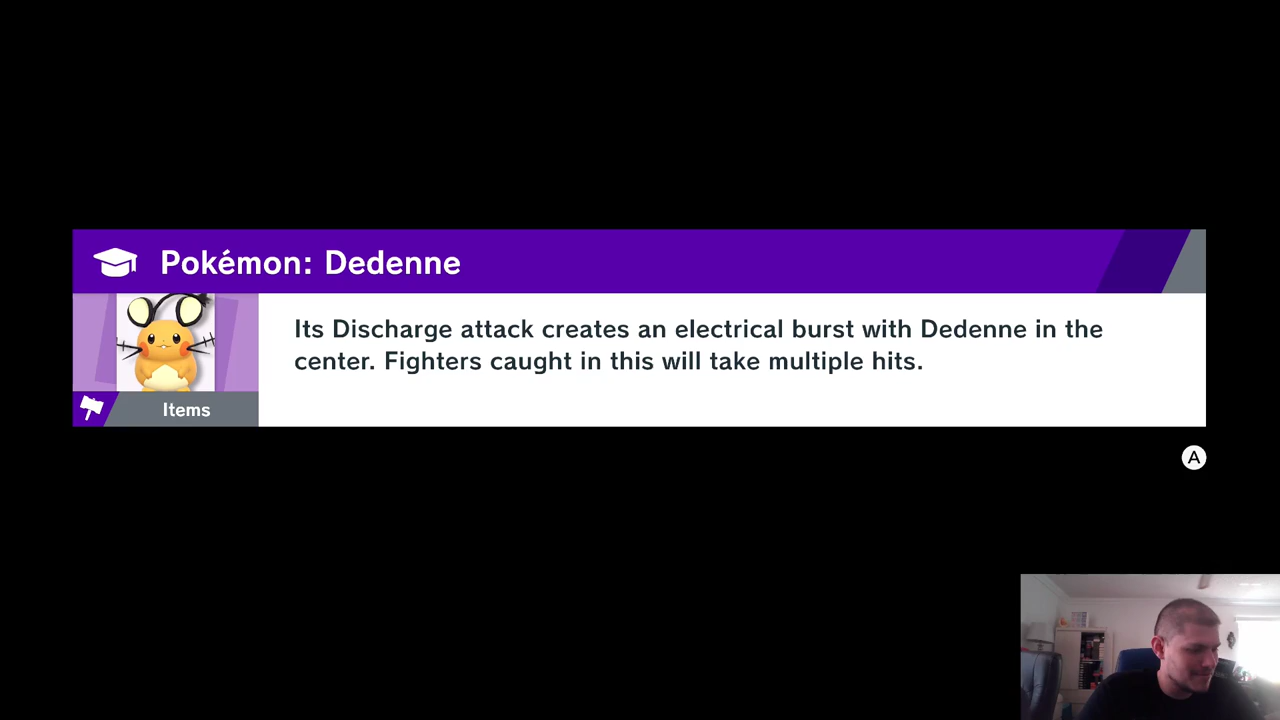 Pokémon: Dedenne
Its Discharge attack creates an electrical burst with Dedenne in the
center. Fighters caught in this will take multiple hits.
Items
A